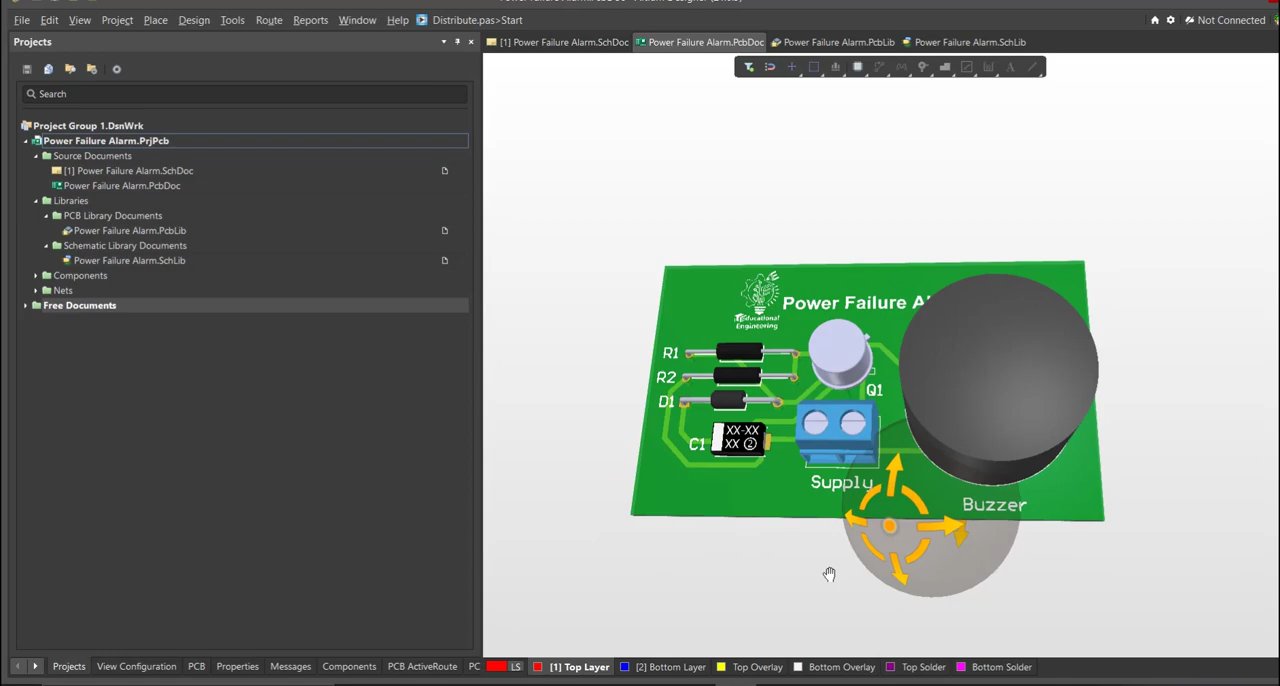 File Edit View Project Place Design Tools Route Reports Window Help Distribute.pas>Start Not Connected
Projects
[1] Power Failure Alarm.SchDoc Power Failure Alarm.PcbDoc Power Failure Alarm.PcbLib Power Failure Alarm.SchLib
Search
Project Group 1.DsnWrk
Power Failure Alarm.PrjPcb
Source Documents
[1] Power Failure Alarm.SchDoc
Power Failure Alarm.PcbDoc
Libraries
PCB Library Documents
Power Failure Alarm.PcbLib
Schematic Library Documents
Power Failure Alarm.SchLib
Components
Nets
Free Documents
Power Failure A
Educational
Engineering
R1
R2
Q1
D1
XX-XX
XX 2
C1
Supply
Buzzer
Projects View Configuration PCB Properties Messages Components PCB ActiveRoute PC LS [1] Top Layer [2] Bottom Layer Top Overlay Bottom Overlay Top Solder Bottom Solder